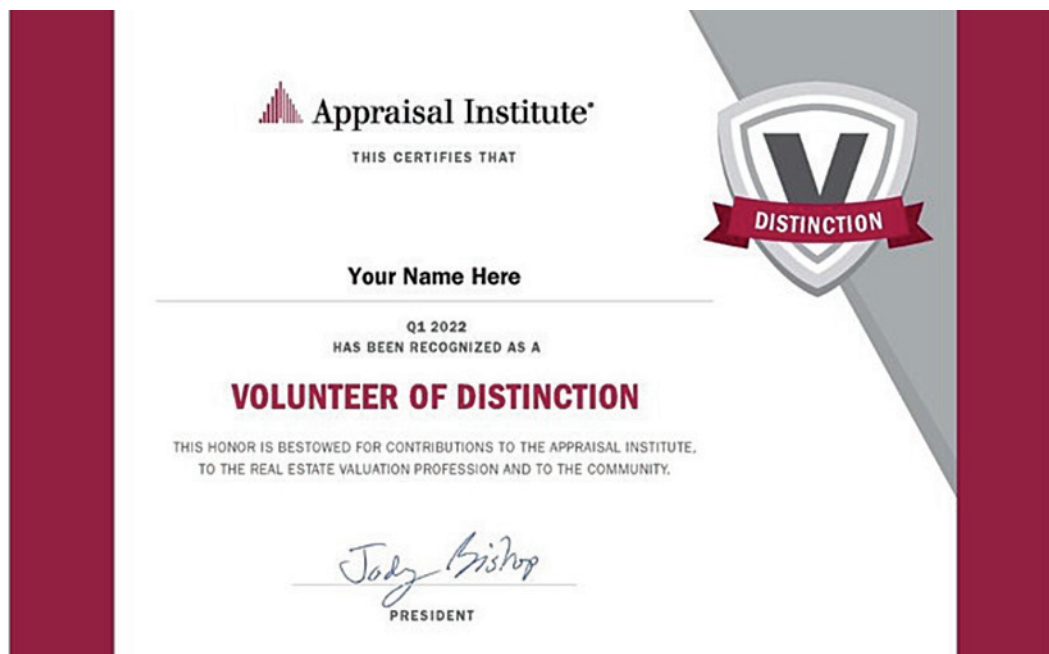 Appraisal Institute®
THIS CERTIFIES THAT
V
DISTINCTION
Your Name Here
Q1 2022
HAS BEEN RECOGNIZED AS A
VOLUNTEER OF DISTINCTION
THIS HONOR IS BESTOWED FOR CONTRIBUTIONS TO THE APPRAISAL INSTITUTE,
TO THE REAL ESTATE VALUATION PROFESSION AND TO THE COMMUNITY.
Jody Bishop
PRESIDENT